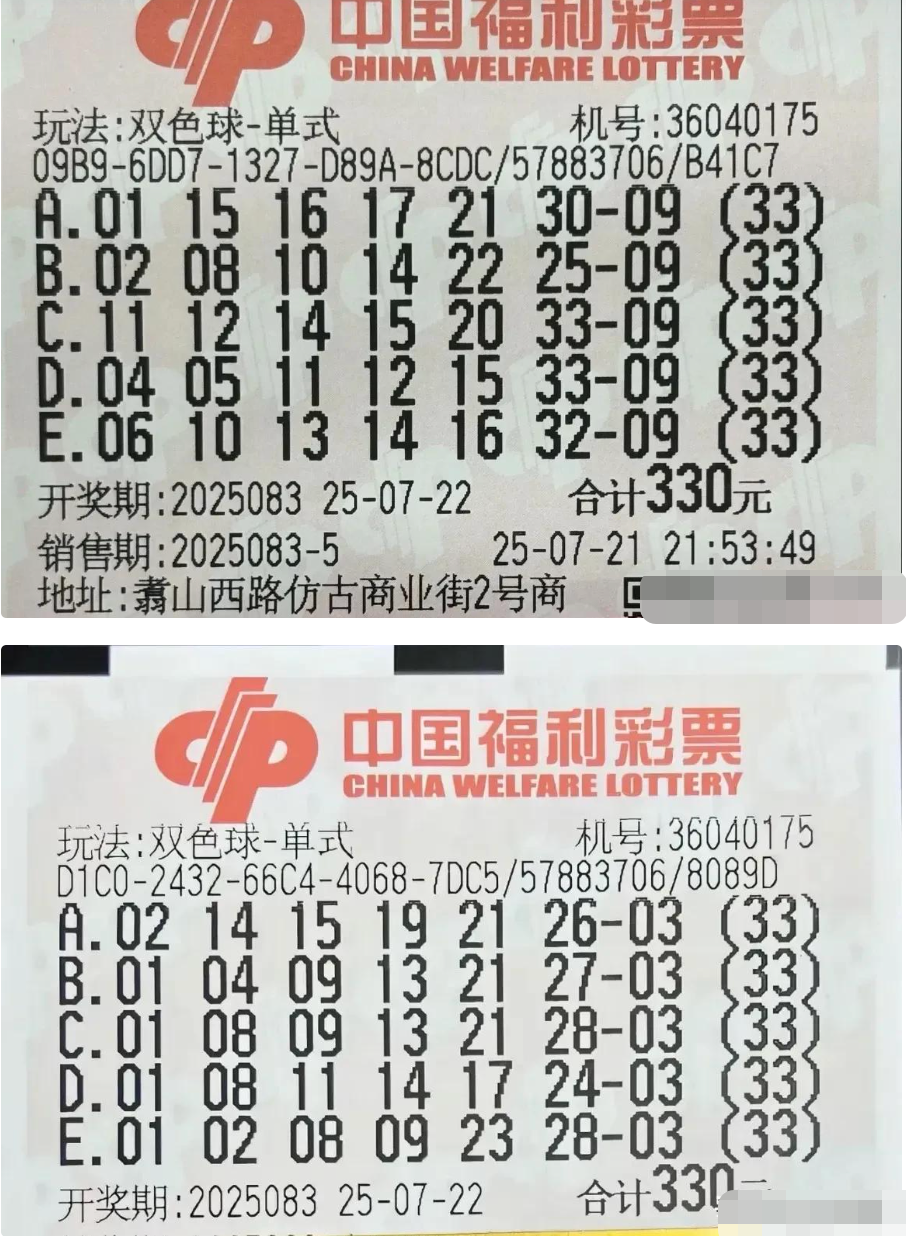 中国福利彩票
CHINA WELFARE LOTTERY
玩法:双色球-单式 机号:36040175
09B9-6DD7-1327-D89A-8CDC/57883706/B41C7
A.01 15 16 17 21 30-09 (33)
B.02 08 10 14 22 25-09 (33)
C.11 12 14 15 20 33-09 (33)
D.04 05 11 12 15 33-09 (33)
E.06 10 13 14 16 32-09 (33)
开奖期:2025083 25-07-22 合计330元
销售期:2025083-5 25-07-21 21:53:49
地址:翥山西路仿古商业街2号商
中国福利彩票
CHINA WELFARE LOTTERY
玩法:双色球-单式 机号:36040175
D1C0-2432-66C4-4068-7DC5/57883706/8089D
A.02 14 15 19 21 26-03 (33)
B.01 04 09 13 21 27-03 (33)
C.01 08 09 13 21 28-03 (33)
D.01 08 11 14 17 24-03 (33)
E.01 02 08 09 23 28-03 (33)
开奖期:2025083 25-07-22 合计330